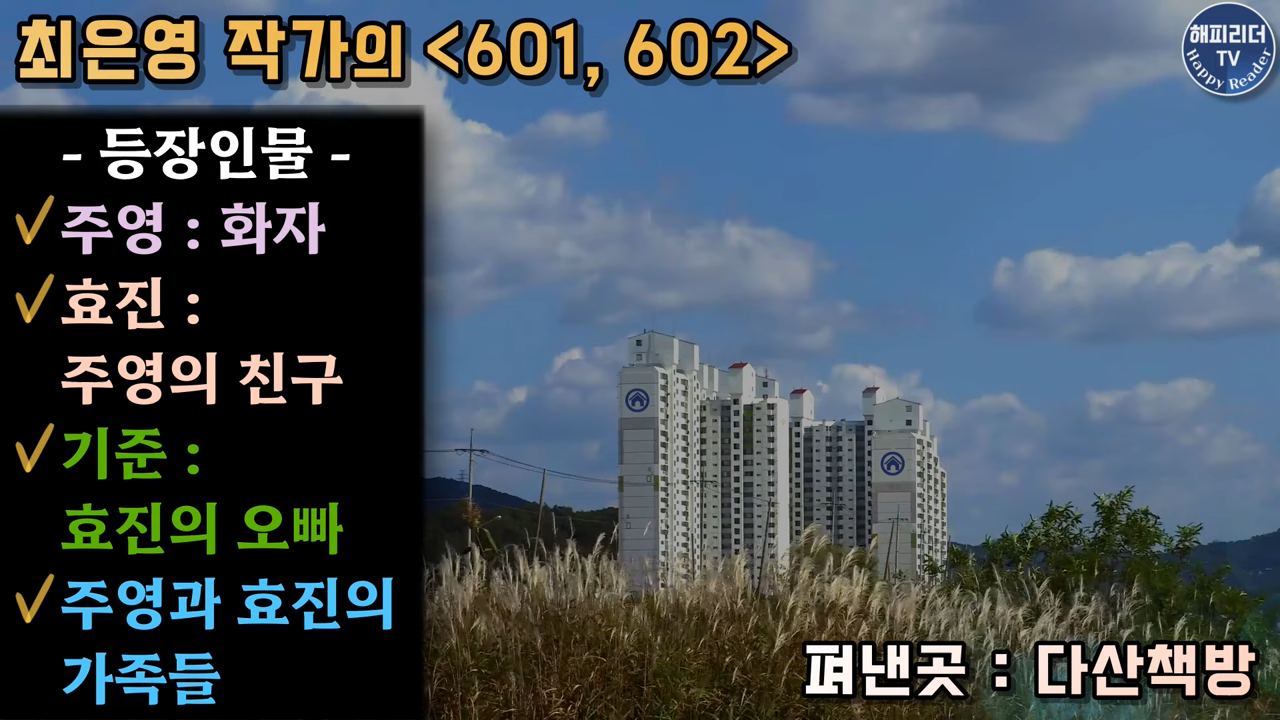 최은영 작가의 <601, 602>
해피리더
TV
Happy Reader
- 등장인물 -
✓주영 : 화자
✓효진 :
주영의 친구
✓기준 :
효진의 오빠
✓주영과 효진의
가족들
펴낸곳 : 다산책방